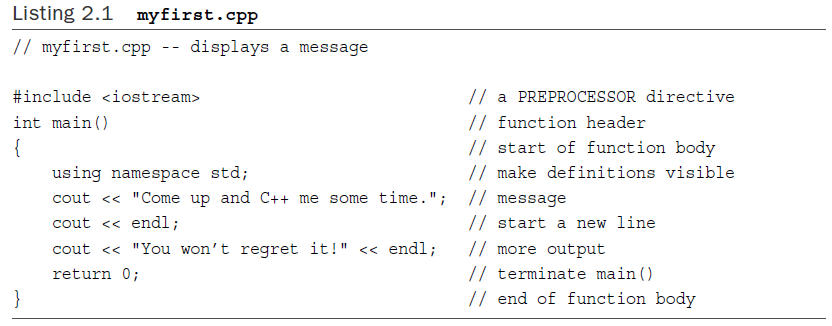 Listing 2.1 myfirst.cpp
// myfirst.cpp -- displays a message
#include <iostream> // a PREPROCESSOR directive
int main() // function header
{ // start of function body
using namespace std; // make definitions visible
cout << "Come up and C++ me some time."; // message
cout << endl; // start a new line
cout << "You won’t regret it!" << endl; // more output
return 0; // terminate main()
} // end of function body